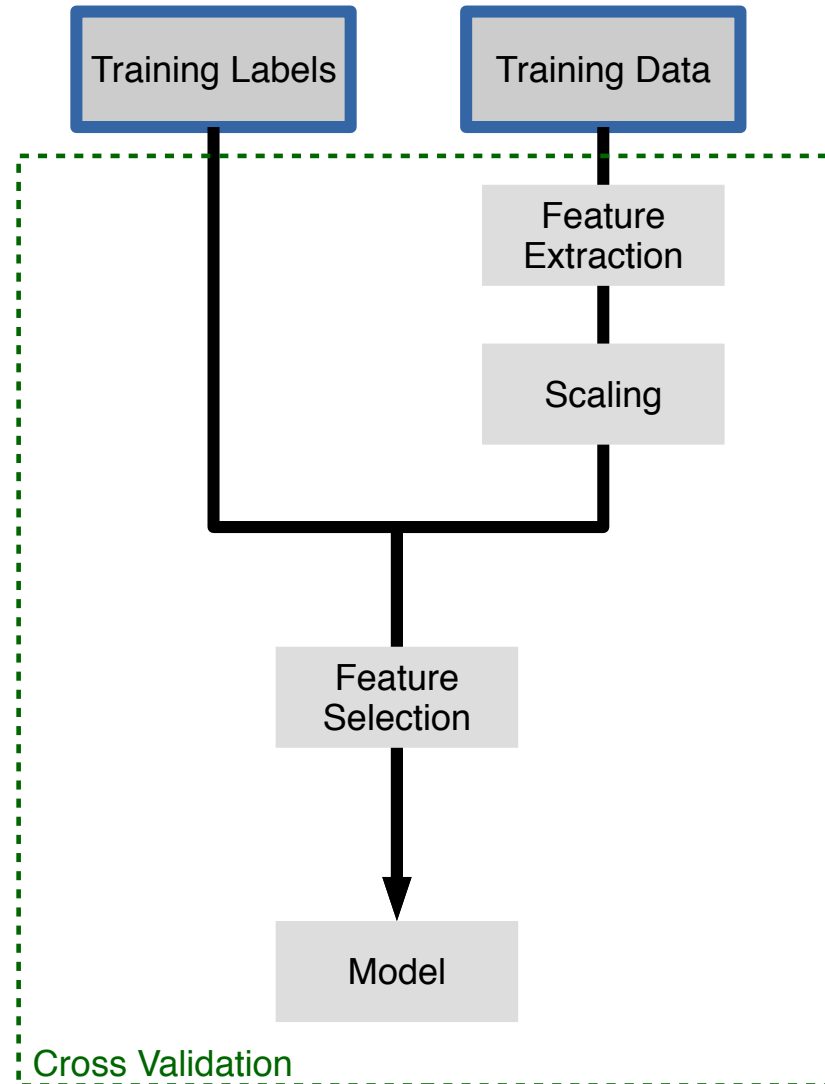 Training Labels
Training Data
Feature
Extraction
Scaling
Feature
Selection
Model
Cross Validation